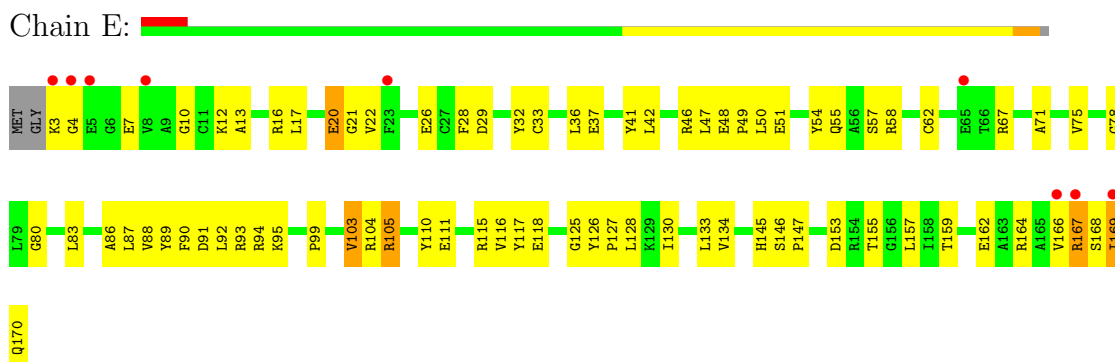 Chain E:
MET GLY K3 G4 E5 G6 E7 V8 A9 G10 C11 K12 A13 R16 L17 E20 G21 V22 F23 E26 C27 F28 D29 Y32 C33 L36 E37 Y41 L42 R46 L47 E48 P49 L50 E51 Y54 Q55 A56 S57 R58 C62 E65 T66 R67 A71 V75
L79 G80 L83 A86 L87 V88 Y89 F90 D91 L92 R93 R94 K95 P99 V103 R104 R105 Y110 E111 R115 V116 Y117 E118 G125 Y126 P127 L128 K129 I130 L133 V134 H145 S146 P147 D153 R154 T155 G156 L157 I158 T159 E162 A163 R164 A165 V166 R167 S168
Q170